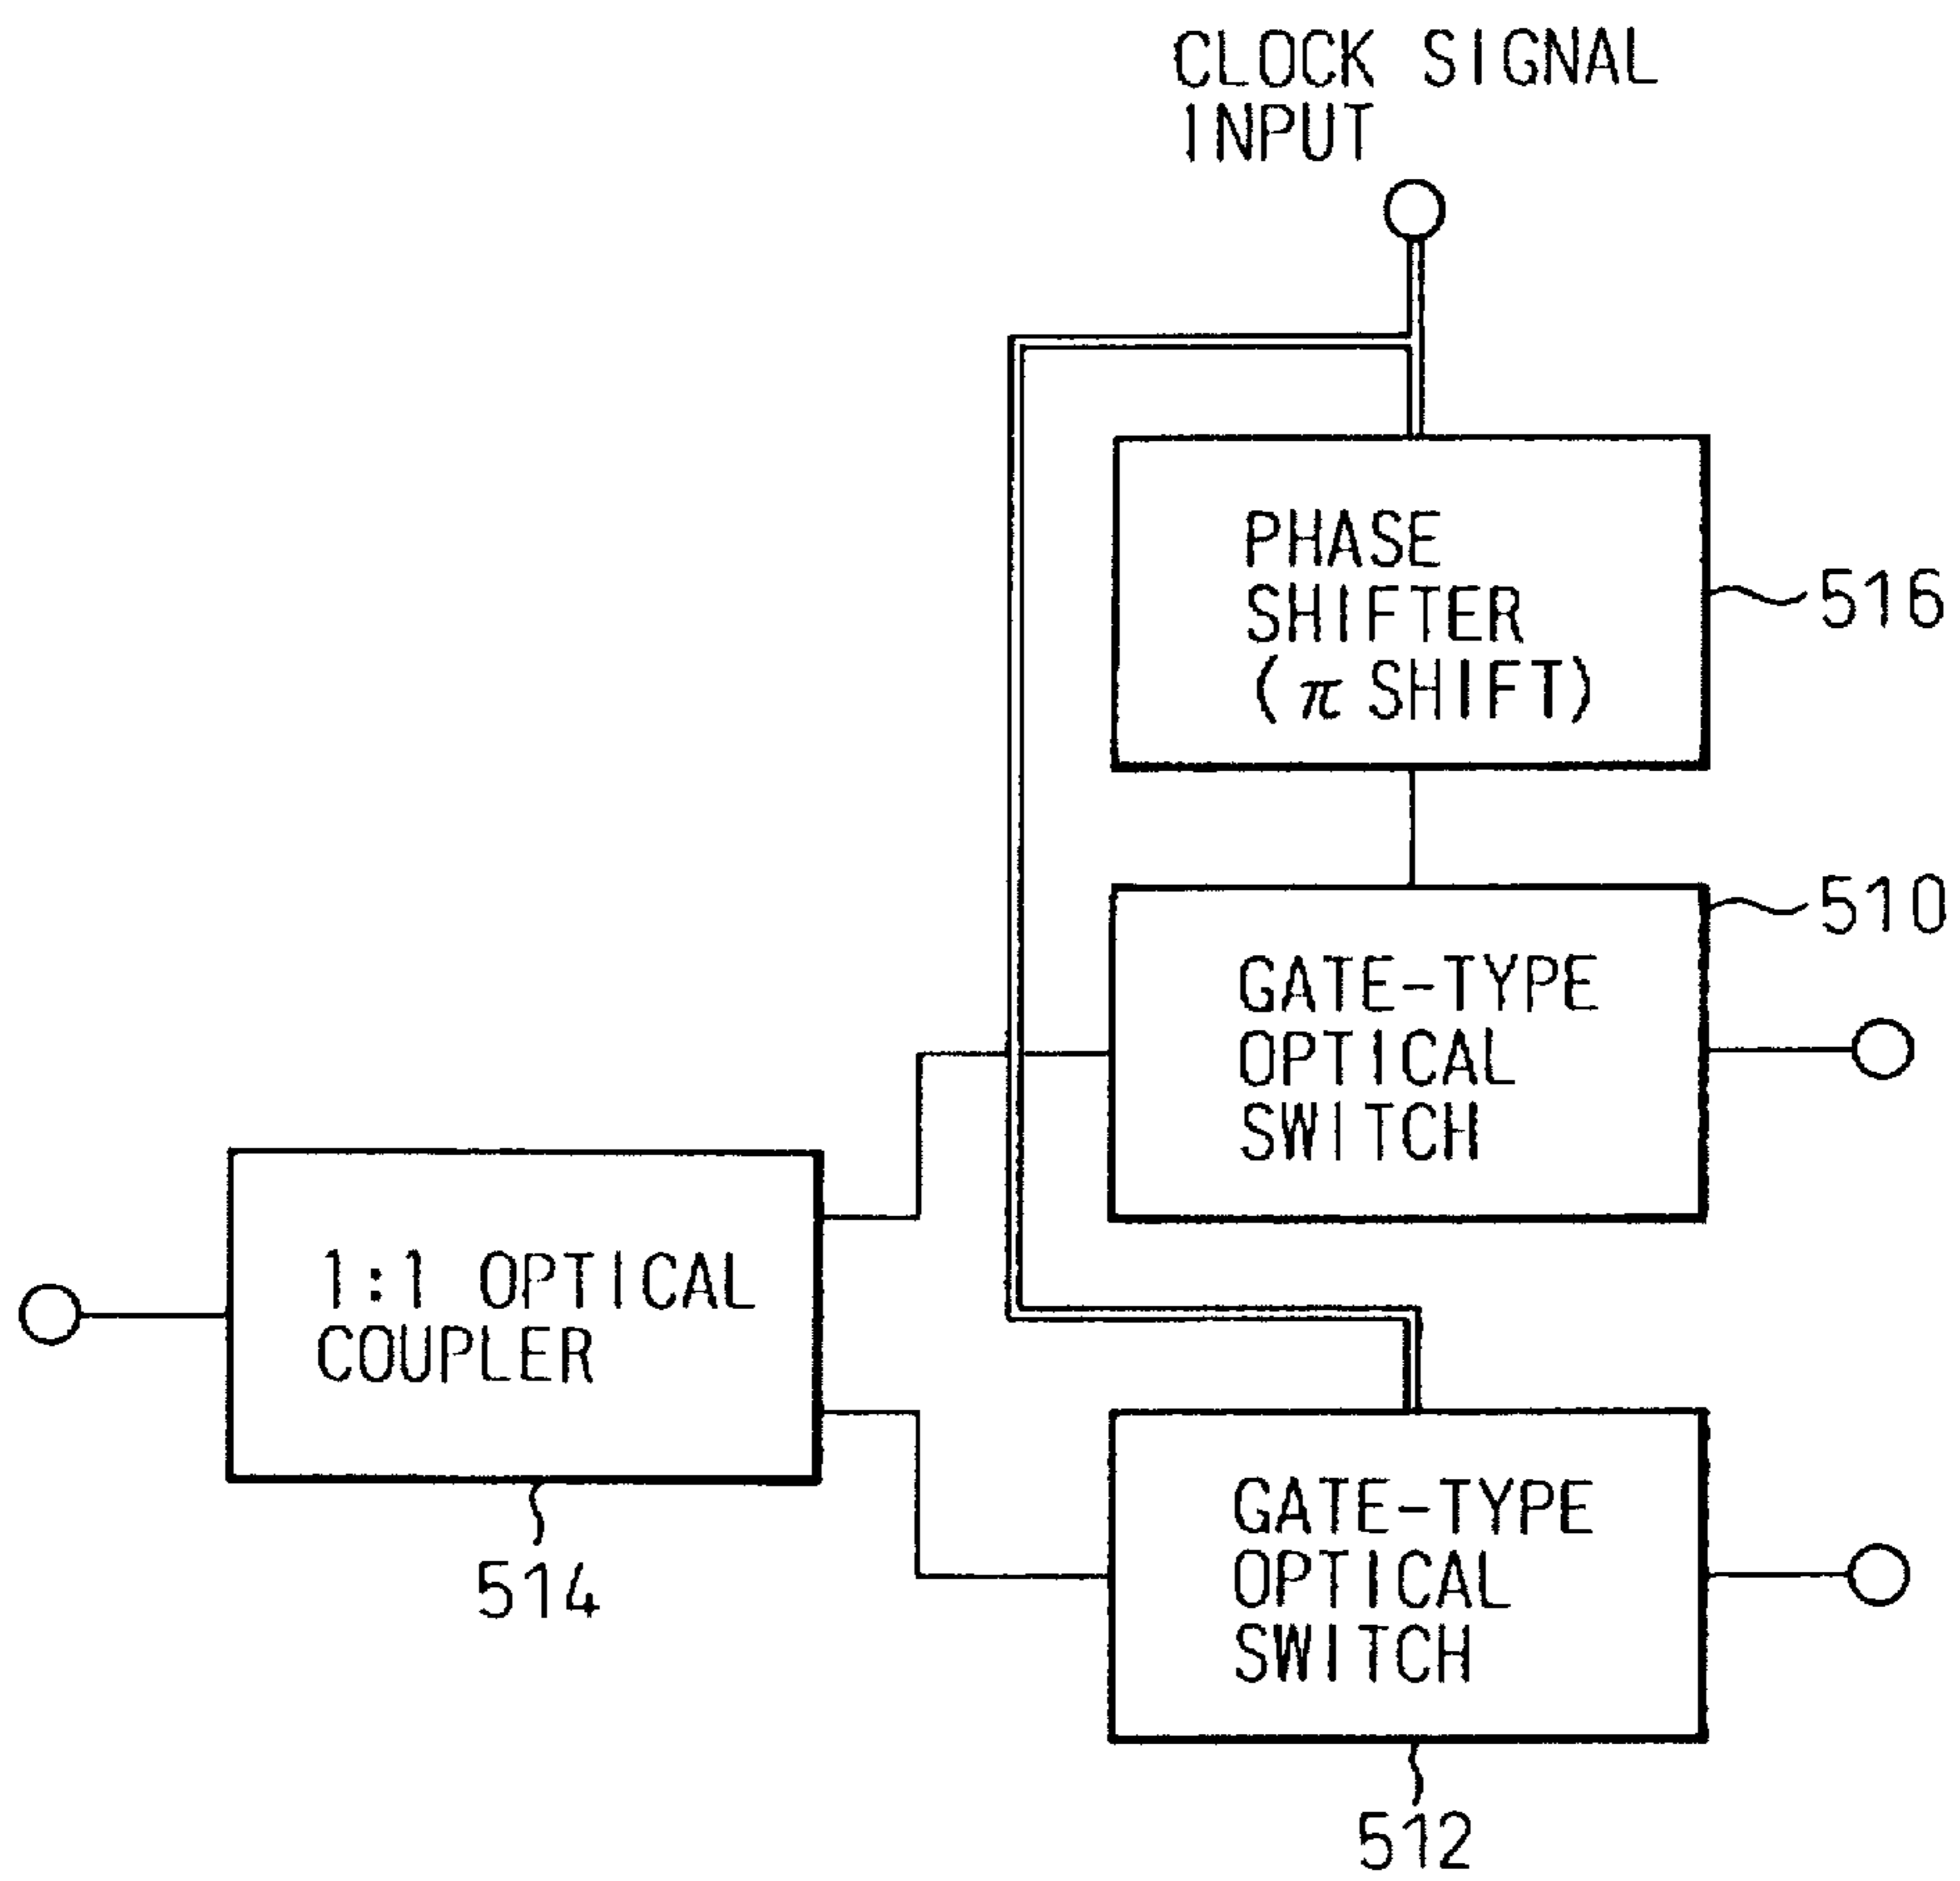 CLOCK SIGNAL
INPUT
PHASE
SHIFTER
(π SHIFT)
516
510
GATE-TYPE
OPTICAL
SWITCH
1:1 OPTICAL
COUPLER
514
GATE-TYPE
OPTICAL
SWITCH
512